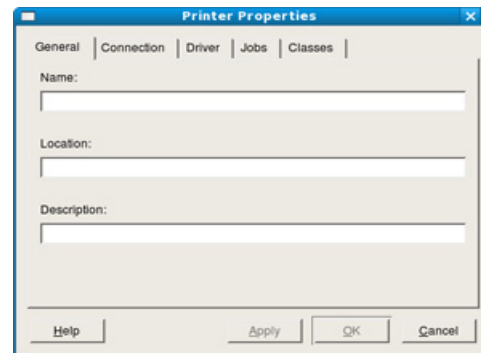 Printer Properties
General Connection Driver Jobs Classes
Name:
Location:
Description:
Help Apply OK Cancel